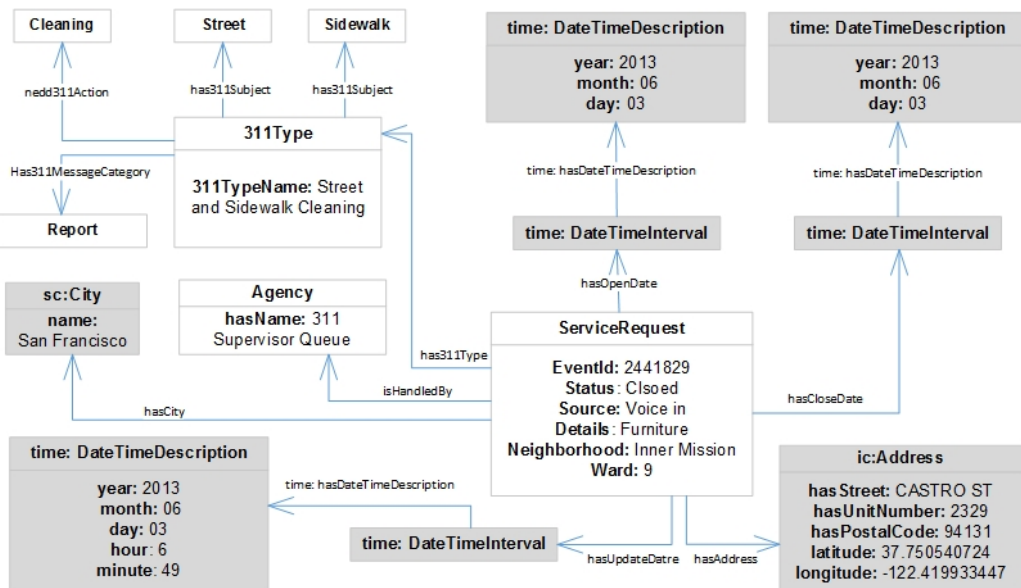 Cleaning
Street
Sidewalk
nedd311Action
has311Subject
has311Subject
311Type
311TypeName: Street
and Sidewalk Cleaning
Has311MessageCategory
Report
time: DateTimeDescription
year: 2013
month: 06
day: 03
time: DateTimeDescription
year: 2013
month: 06
day: 03
time: hasDateTimeDescription
time: hasDateTimeDescription
time: DateTimeInterval
time: DateTimeInterval
hasOpenDate
sc:City
name:
San Francisco
Agency
hasName: 311
Supervisor Queue
has311Type
isHandledBy
hasCity
ServiceRequest
EventId: 2441829
Status: Clsoed
Source: Voice in
Details: Furniture
Neighborhood: Inner Mission
Ward: 9
hasCloseDate
time: DateTimeDescription
year: 2013
month: 06
day: 03
hour: 6
minute: 49
time: hasDateTimeDescription
time: DateTimeInterval
hasUpdateDatre
hasAddress
ic:Address
hasStreet: CASTRO ST
hasUnitNumber: 2329
hasPostalCode: 94131
latitude: 37.750540724
longitude: -122.419933447